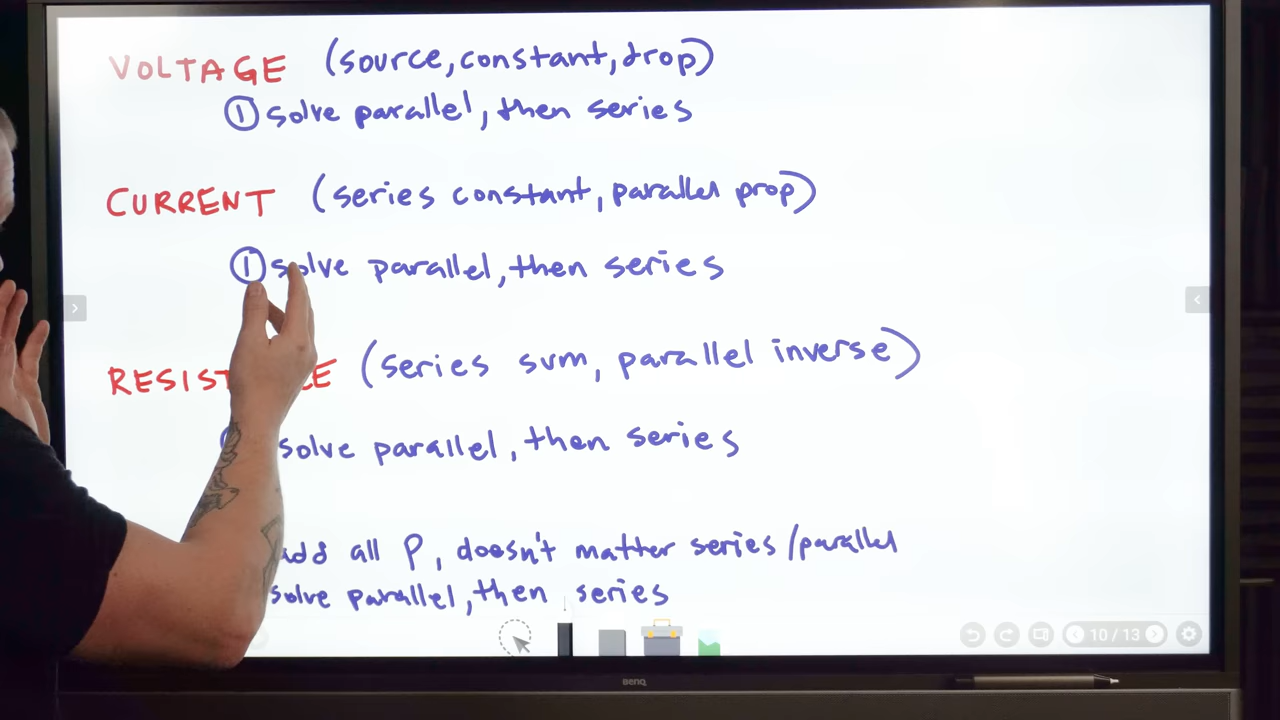 VOLTAGE (source, constant, drop)
① solve parallel, then series
CURRENT (series constant, parallel prop)
① solve parallel, then series
(series sum, parallel inverse)
solve parallel, then series
add all P, doesn't matter series/parallel
solve parallel, then series
10 / 13
BenQ